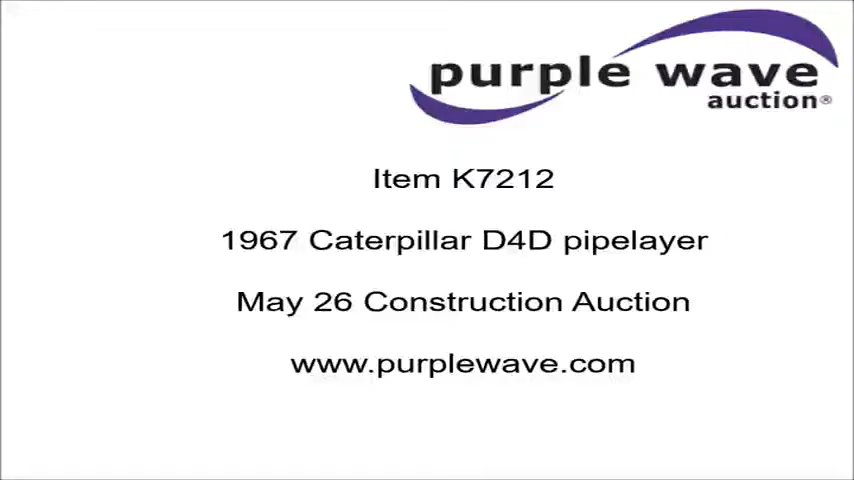 purple wave
auction®
Item K7212
1967 Caterpillar D4D pipelayer
May 26 Construction Auction
www.purplewave.com